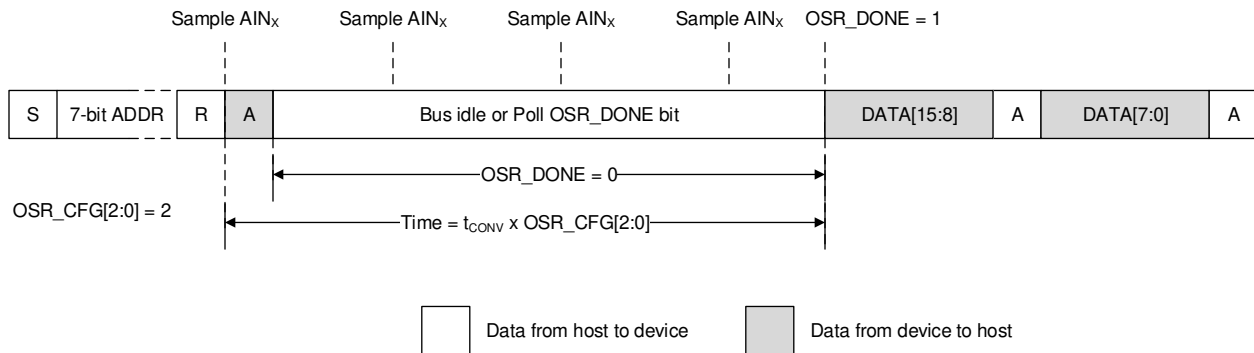 Sample AINX Sample AINX Sample AINX Sample AINX OSR_DONE = 1
S 7-bit ADDR R A Bus idle or Poll OSR_DONE bit DATA[15:8] A DATA[7:0] A
OSR_DONE = 0
OSR_CFG[2:0] = 2
Time = tCONV x OSR_CFG[2:0]
Data from host to device Data from device to host